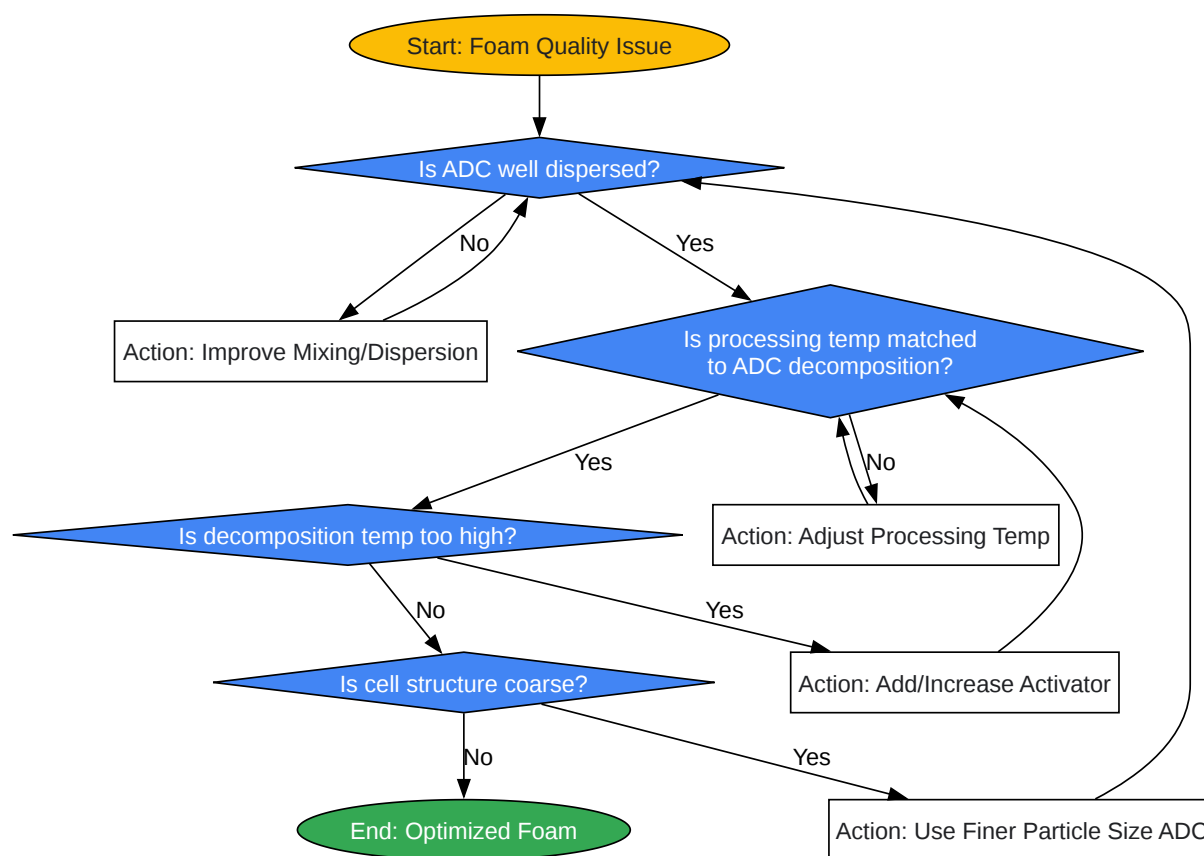 Start: Foam Quality Issue
Is ADC well dispersed?
No
Yes
Action: Improve Mixing/Dispersion
Is processing temp matched
to ADC decomposition?
Yes
No
Is decomposition temp too high?
Action: Adjust Processing Temp
No
Yes
Is cell structure coarse?
Action: Add/Increase Activator
No
Yes
End: Optimized Foam
Action: Use Finer Particle Size ADC